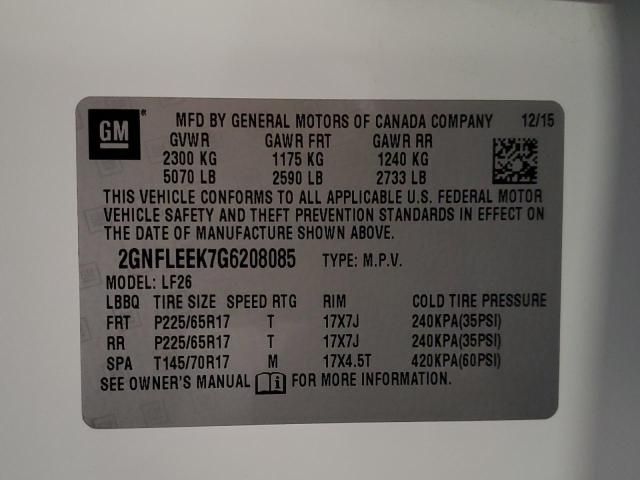 GM ® MFD BY GENERAL MOTORS OF CANADA COMPANY 12/15
GVWR GAWR FRT GAWR RR
2300 KG 1175 KG 1240 KG
5070 LB 2590 LB 2733 LB
THIS VEHICLE CONFORMS TO ALL APPLICABLE U.S. FEDERAL MOTOR
VEHICLE SAFETY AND THEFT PREVENTION STANDARDS IN EFFECT ON
THE DATE OF MANUFACTURE SHOWN ABOVE.
2GNFLEEK7G6208085 TYPE: M.P.V.
MODEL: LF26
LBBQ TIRE SIZE SPEED RTG RIM COLD TIRE PRESSURE
FRT P225/65R17 T 17X7J 240KPA(35PSI)
RR P225/65R17 T 17X7J 240KPA(35PSI)
SPA T145/70R17 M 17X4.5T 420KPA(60PSI)
SEE OWNER'S MANUAL FOR MORE INFORMATION.